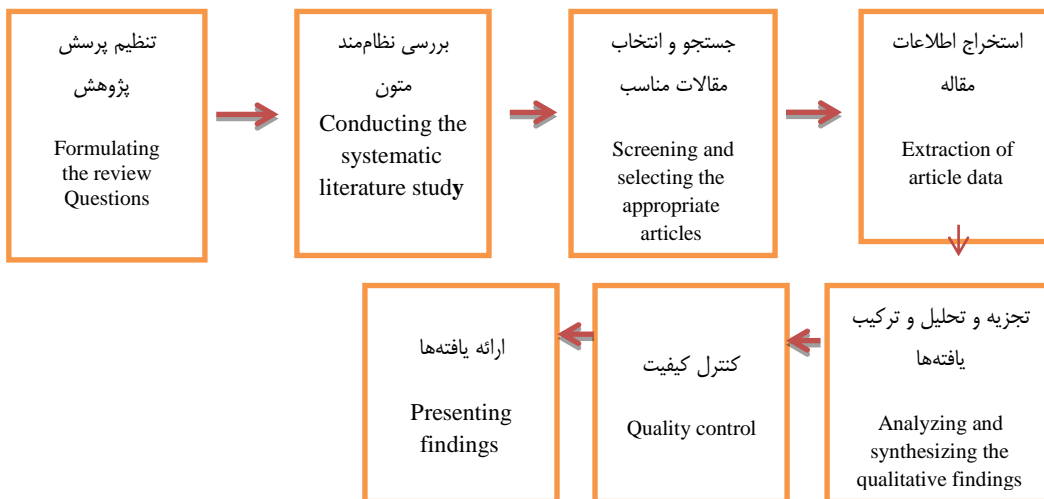 تنظیم پرسش
پژوهش
Formulating
the review
Questions
بررسی نظام‌مند
متون
Conducting the
systematic
literature study
جستجو و انتخاب
مقالات مناسب
Screening and
selecting the
appropriate
articles
استخراج اطلاعات
مقاله
Extraction of
article data
تجزیه و تحلیل و ترکیب
یافته‌ها
Analyzing and
synthesizing the
qualitative findings
کنترل کیفیت
Quality control
ارائه یافته‌ها
Presenting
findings